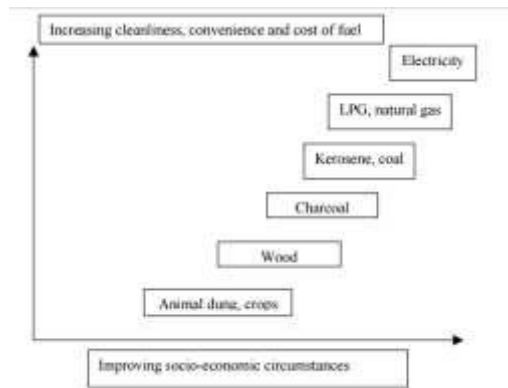 Increasing cleanliness, convenience and cost of fuel
Electricity
LPG, natural gas
Kerosene, coal
Charcoal
Wood
Animal dung, crops
Improving socio-economic circumstances